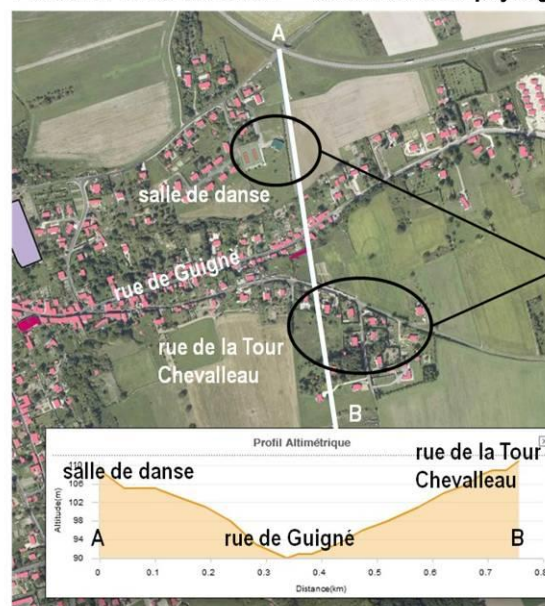 A
salle de danse
rue de Guigné
rue de la Tour
Chevalleau
B
Profil Altimétrique
salle de danse
rue de la Tour
Chevalleau
110
106
102
98
94
90
Altitude(m)
A
rue de Guigné
B
0
0.1
0.2
0.3
0.4
0.5
0.6
0.7
0.8
Distance(km)